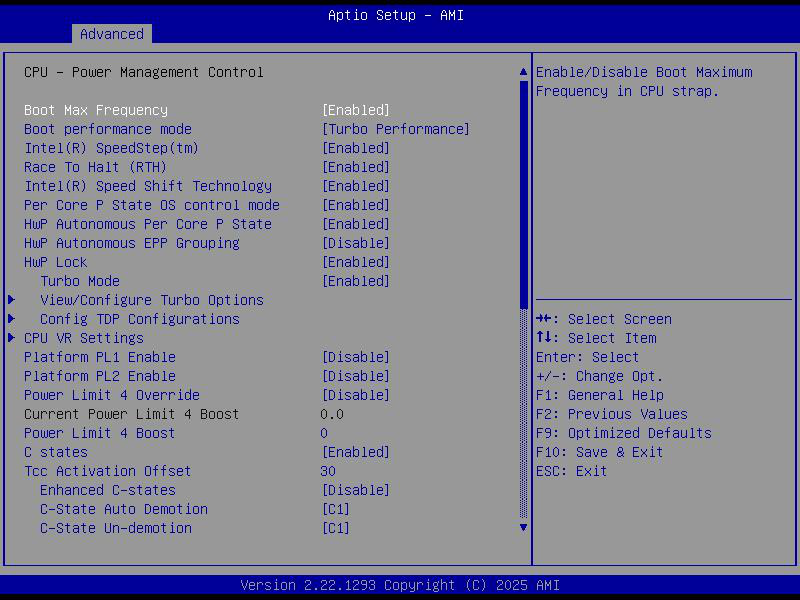 Aptio Setup – AMI
Advanced
CPU – Power Management Control
Boot Max Frequency [Enabled]
Boot performance mode [Turbo Performance]
Intel(R) SpeedStep(tm) [Enabled]
Race To Halt (RTH) [Enabled]
Intel(R) Speed Shift Technology [Enabled]
Per Core P State OS control mode [Enabled]
HwP Autonomous Per Core P State [Enabled]
HwP Autonomous EPP Grouping [Disable]
HwP Lock [Enabled]
Turbo Mode [Enabled]
View/Configure Turbo Options
Config TDP Configurations
CPU VR Settings
Platform PL1 Enable [Disable]
Platform PL2 Enable [Disable]
Power Limit 4 Override [Disable]
Current Power Limit 4 Boost 0.0
Power Limit 4 Boost 0
C states [Enabled]
Tcc Activation Offset 30
Enhanced C-states [Disable]
C-State Auto Demotion [C1]
C-State Un-demotion [C1]
Enable/Disable Boot Maximum
Frequency in CPU strap.
→←: Select Screen
↑↓: Select Item
Enter: Select
+/-: Change Opt.
F1: General Help
F2: Previous Values
F9: Optimized Defaults
F10: Save & Exit
ESC: Exit
Version 2.22.1293 Copyright (C) 2025 AMI